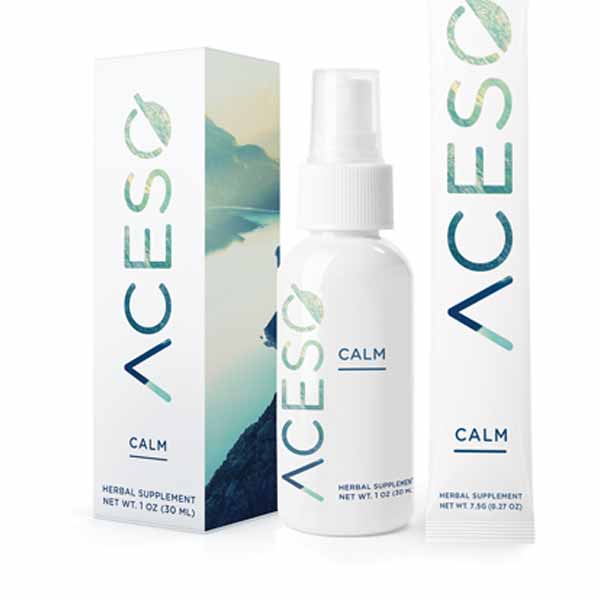 ACESO
CALM
HERBAL SUPPLEMENT
NET WT. 1 OZ (30 ML)
ACESO
CALM
HERBAL SUPPLEMENT
NET WT. 1 OZ (30 ML)
ACESO
CALM
HERBAL SUPPLEMENT
NET WT. 7.5G (0.27 OZ)